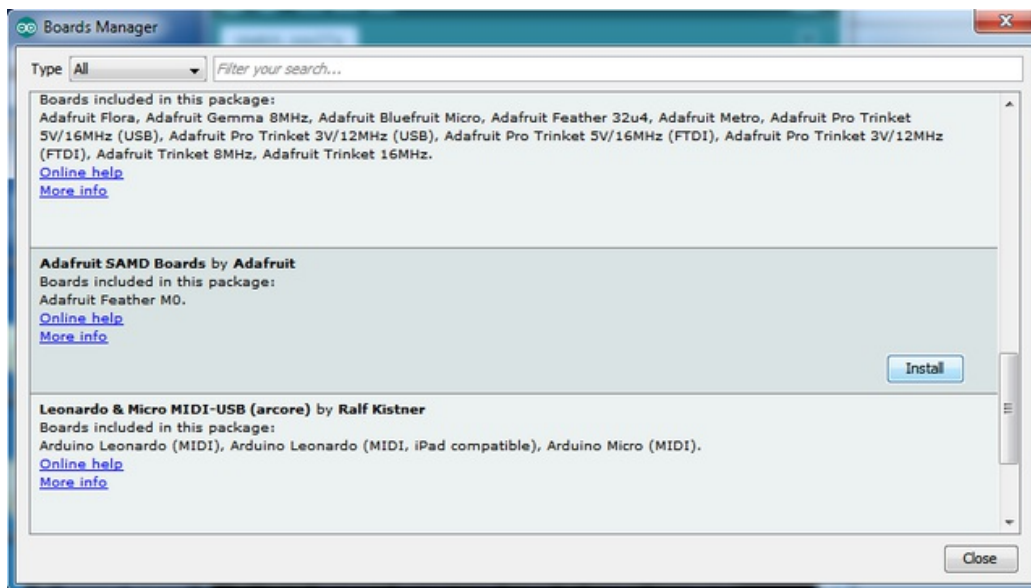 Boards Manager
Type All Filter your search...
Boards included in this package:
Adafruit Flora, Adafruit Gemma 8MHz, Adafruit Bluefruit Micro, Adafruit Feather 32u4, Adafruit Metro, Adafruit Pro Trinket
5V/16MHz (USB), Adafruit Pro Trinket 3V/12MHz (USB), Adafruit Pro Trinket 5V/16MHz (FTDI), Adafruit Pro Trinket 3V/12MHz
(FTDI), Adafruit Trinket 8MHz, Adafruit Trinket 16MHz.
Online help
More info
Adafruit SAMD Boards by Adafruit
Boards included in this package:
Adafruit Feather M0.
Online help
More info
Install
Leonardo & Micro MIDI-USB (arcore) by Ralf Kistner
Boards included in this package:
Arduino Leonardo (MIDI), Arduino Leonardo (MIDI, iPad compatible), Arduino Micro (MIDI).
Online help
More info
Close